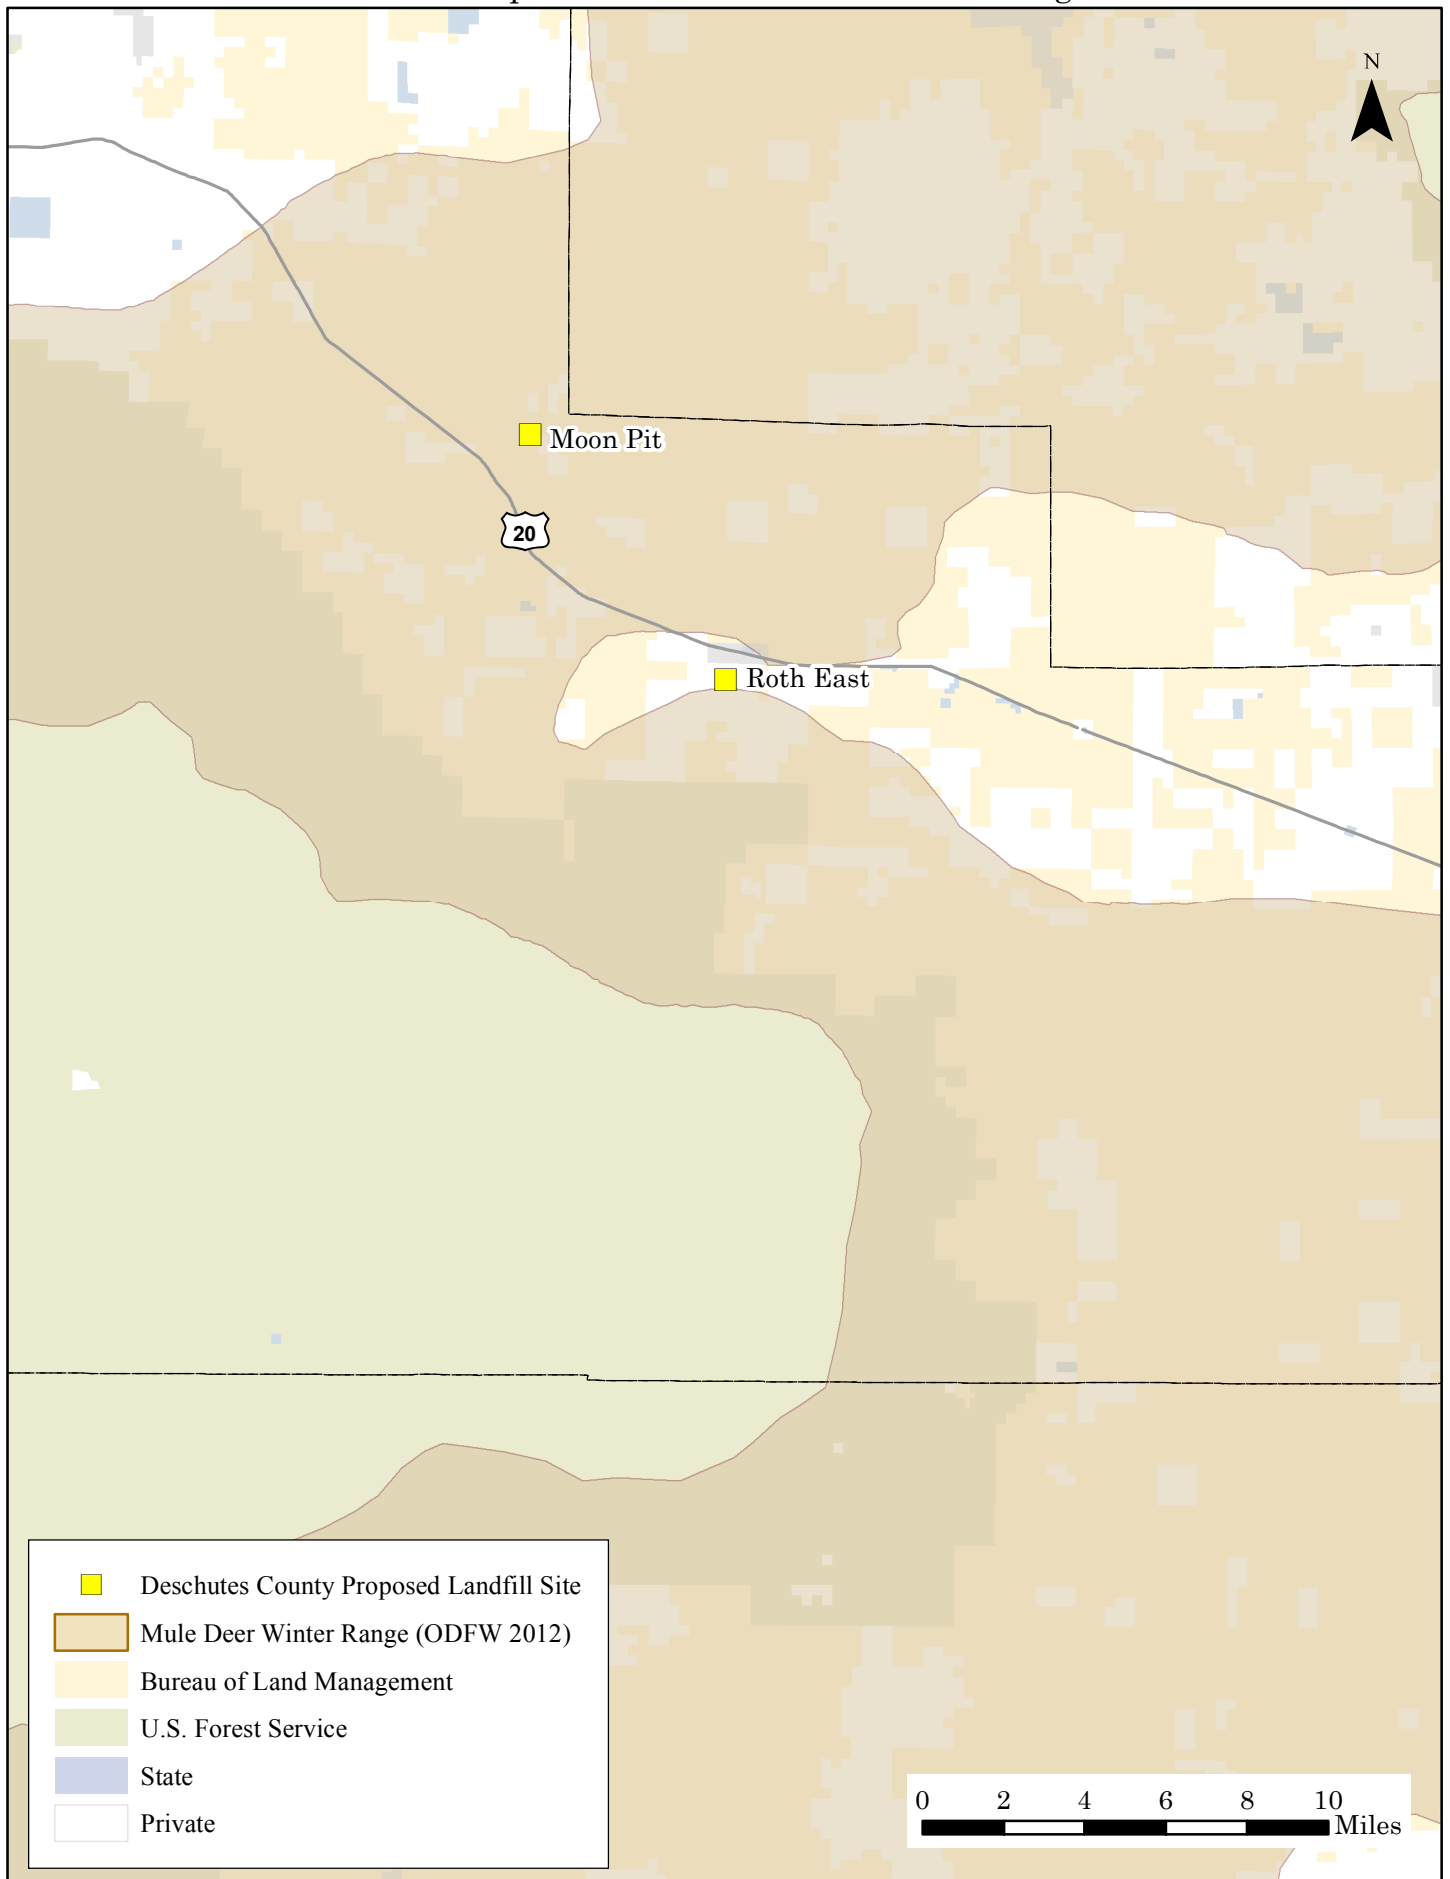 N
Moon Pit
20
Roth East
Deschutes County Proposed Landfill Site
Mule Deer Winter Range (ODFW 2012)
Bureau of Land Management
U.S. Forest Service
State
Private
0 2 4 6 8 10
Miles